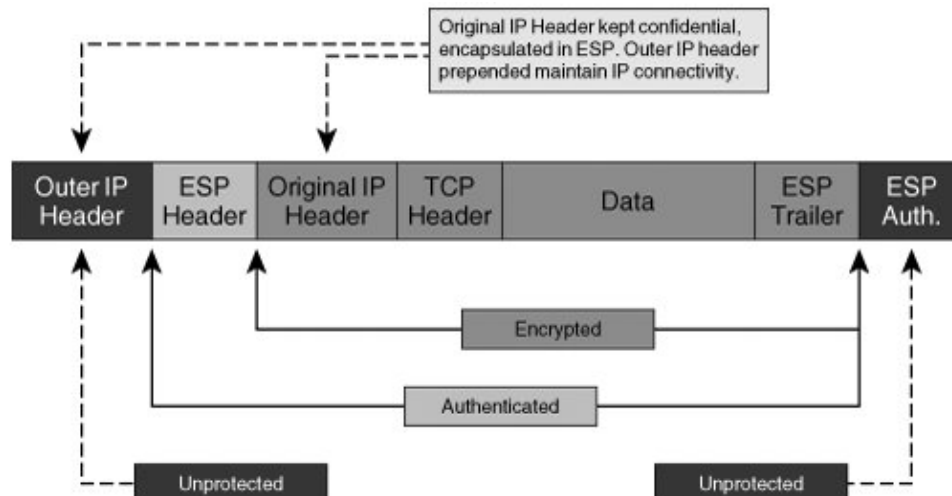 Original IP Header kept confidential,
encapsulated in ESP. Outer IP header
prepended maintain IP connectivity.
Outer IP
Header
ESP
Header
Original IP
Header
TCP
Header
Data
ESP
Trailer
ESP
Auth.
Encrypted
Authenticated
Unprotected
Unprotected